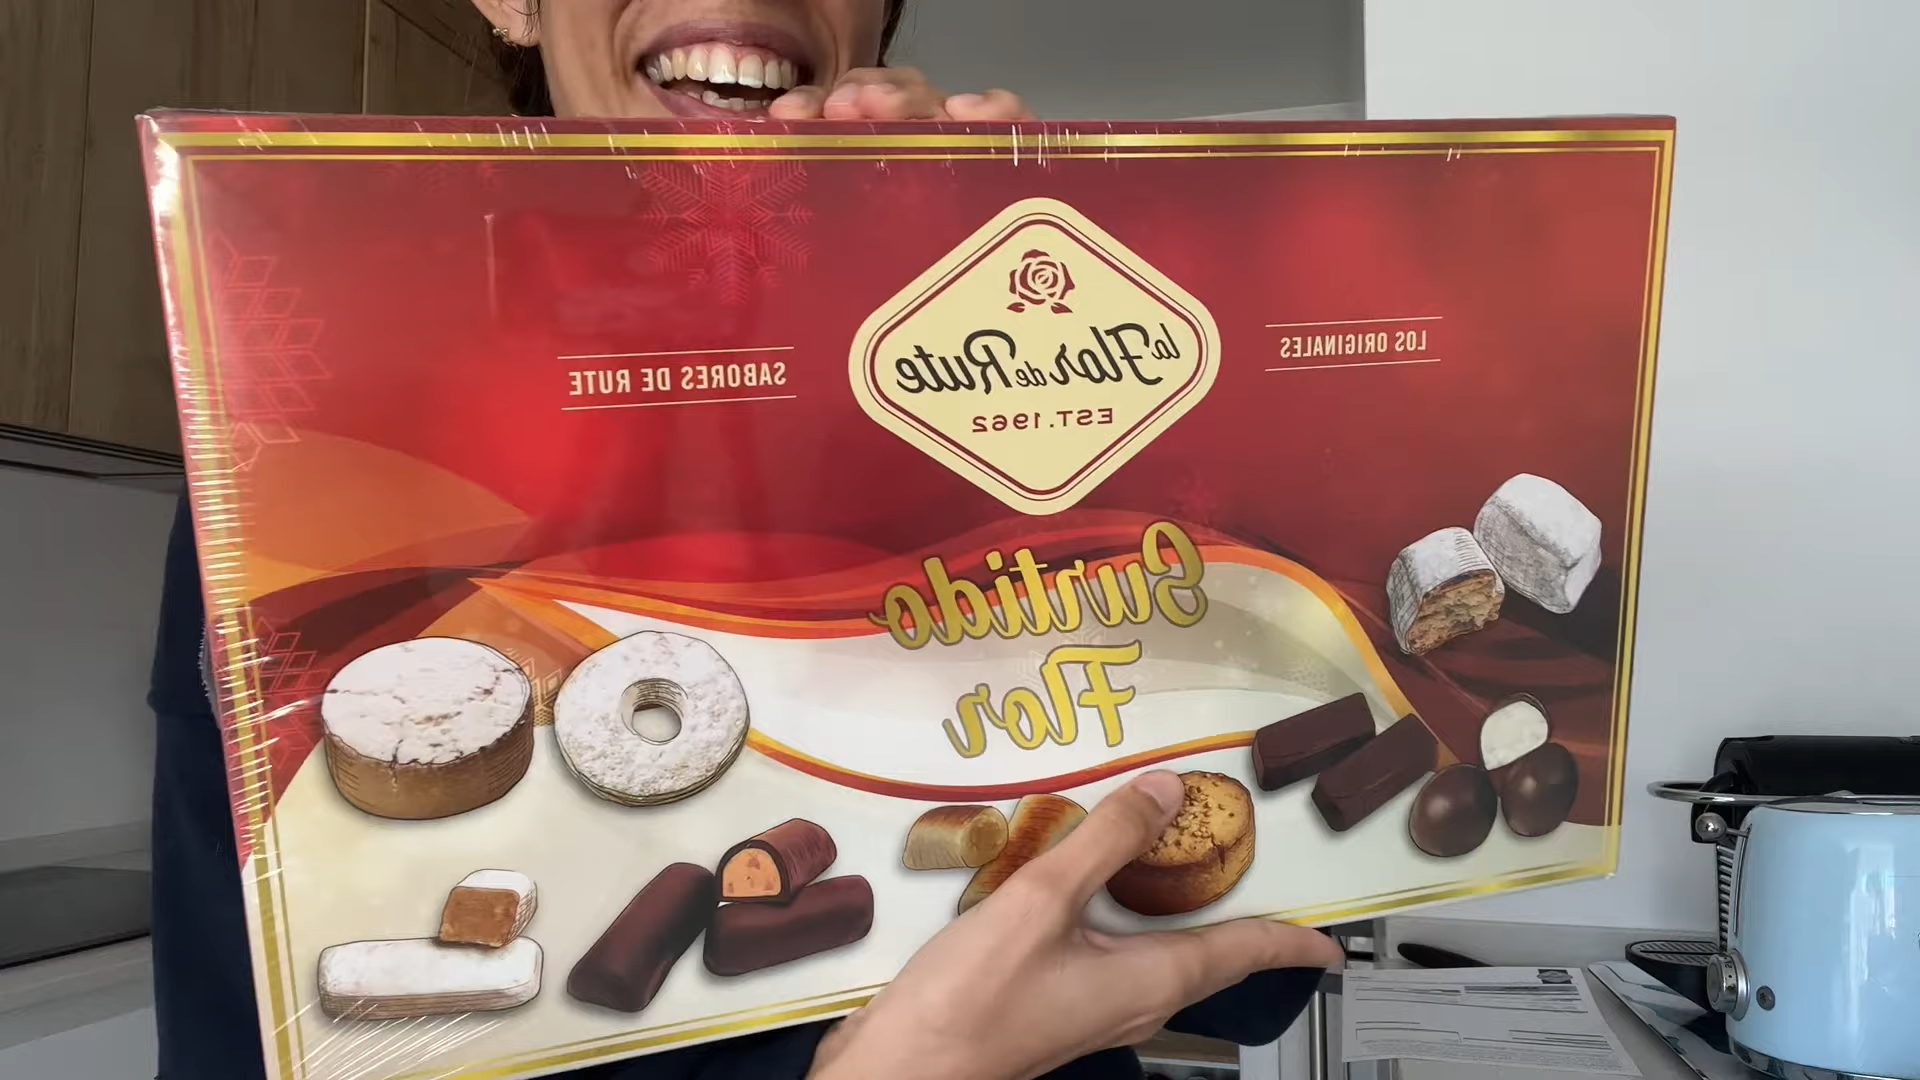 LOS ORIGINALES
la Flor de Rute
EST. 1962
SABORES DE RUTE
Surtido
Flor